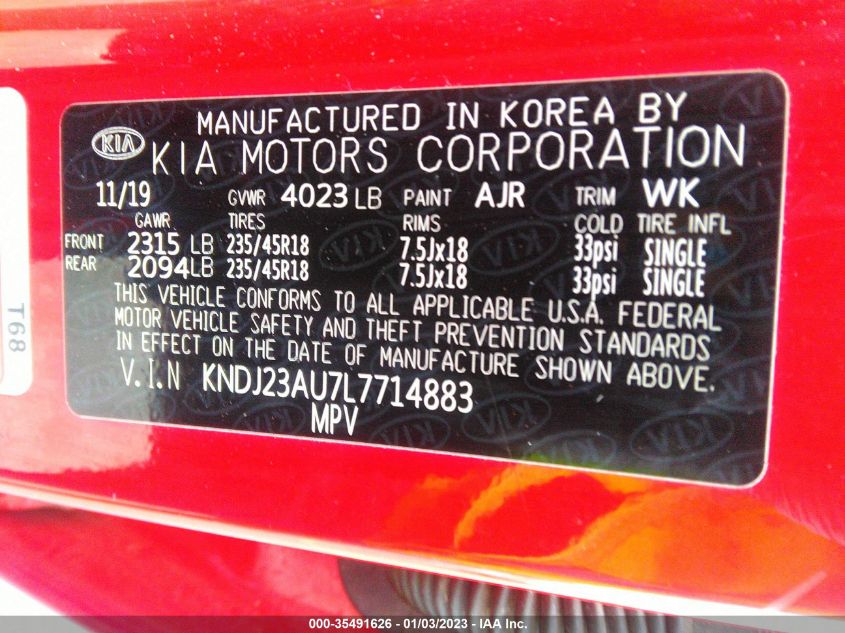 MANUFACTURED IN KOREA BY
KIA KIA MOTORS CORPORATION
11/19 GVWR 4023 LB PAINT AJR TRIM WK
GAWR TIRES RIMS COLD TIRE INFL
FRONT 2315 LB 235/45R18 7.5Jx18 33psi SINGLE
REAR 2094LB 235/45R18 7.5Jx18 33psi SINGLE
THIS VEHICLE CONFORMS TO ALL APPLICABLE U.S.A. FEDERAL
MOTOR VEHICLE SAFETY AND THEFT PREVENTION STANDARDS
IN EFFECT ON THE DATE OF MANUFACTURE SHOWN ABOVE.
V.I.N KNDJ23AU7L7714883
MPV
T68
000-35491626 - 01/03/2023 - IAA Inc.